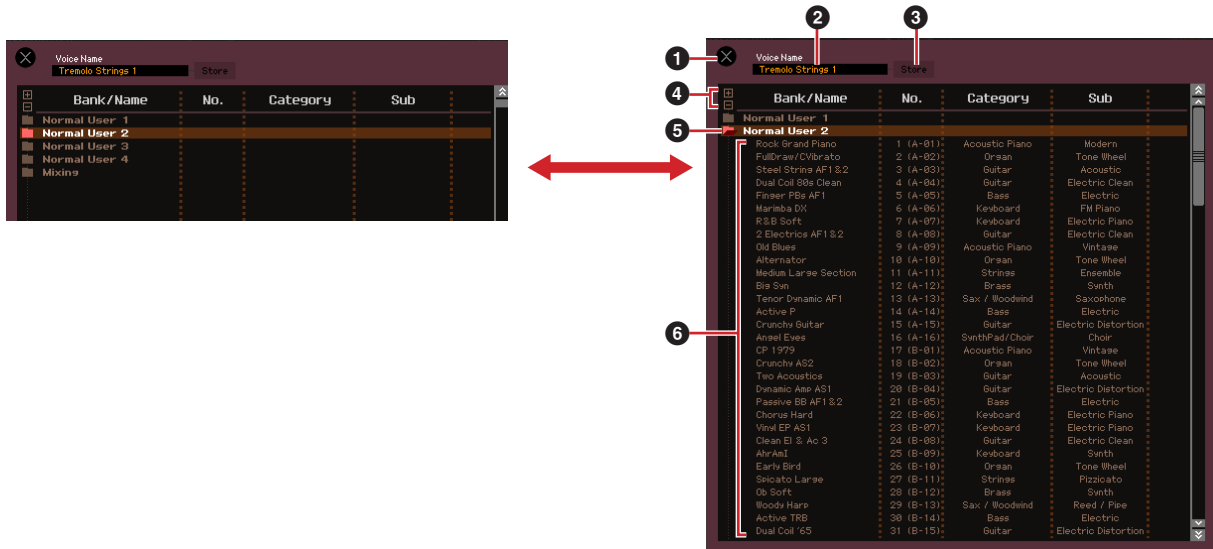 Voice Name
Tremolo Strings 1 Store
Bank/Name No. Category Sub
Normal User 1
Normal User 2
Normal User 3
Normal User 4
Mixing
1 2 3 4 5 6
Voice Name
Tremolo Strings 1 Store
Bank/Name No. Category Sub
Normal User 1
Normal User 2
Rock Grand Piano 1 (A-01) Acoustic Piano Modern
FullDraw/CVibrato 2 (A-02) Organ Tone Wheel
Steel String AF1&2 3 (A-03) Guitar Acoustic
Dual Coil 80s Clean 4 (A-04) Guitar Electric Clean
Finger PBs AF1 5 (A-05) Bass Electric
Marimba DX 6 (A-06) Keyboard FM Piano
R&B Soft 7 (A-07) Keyboard Electric Piano
2 Electrics AF1&2 8 (A-08) Guitar Electric Clean
Old Blues 9 (A-09) Acoustic Piano Vintage
Alternator 10 (A-10) Organ Tone Wheel
Medium Large Section 11 (A-11) Strings Ensemble
Big Syn 12 (A-12) Brass Synth
Tenor Dynamic AF1 13 (A-13) Sax / Woodwind Saxophone
Active P 14 (A-14) Bass Electric
Crunchy Guitar 15 (A-15) Guitar Electric Distortion
Angel Eyes 16 (A-16) SynthPad/Choir Choir
CP 1979 17 (B-01) Acoustic Piano Vintage
Crunchy AS2 18 (B-02) Organ Tone Wheel
Two Acoustics 19 (B-03) Guitar Acoustic
Dynamic Amp AS1 20 (B-04) Guitar Electric Distortion
Passive BB AF1&2 21 (B-05) Bass Electric
Chorus Hard 22 (B-06) Keyboard Electric Piano
Vinyl EP AS1 23 (B-07) Keyboard Electric Piano
Clean El & Ac 3 24 (B-08) Guitar Electric Clean
AhrAmI 25 (B-09) Keyboard Synth
Early Bird 26 (B-10) Organ Tone Wheel
Spicato Large 27 (B-11) Strings Pizzicato
Ob Soft 28 (B-12) Brass Synth
Woody Harp 29 (B-13) Sax / Woodwind Reed / Pipe
Active TRB 30 (B-14) Bass Electric
Dual Coil '65 31 (B-15) Guitar Electric Distortion